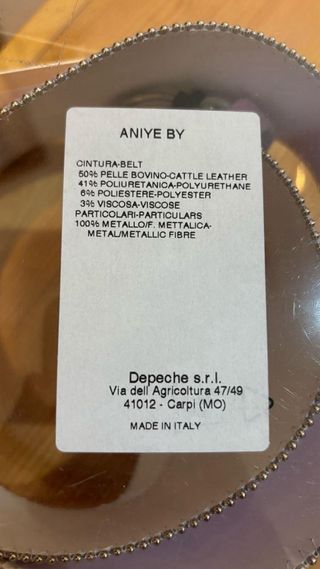 ANIYE BY
CINTURA-BELT
50% PELLE BOVINO-CATTLE LEATHER
41% POLIURETANICA-POLYURETHANE
6% POLIESTERE-POLYESTER
3% VISCOSA-VISCOSE
PARTICOLARI-PARTICULARS
100% METALLO/F. METTALICA-
METAL/METALLIC FIBRE
Depeche s.r.l.
Via dell Agricoltura 47/49
41012 - Carpi (MO)
MADE IN ITALY